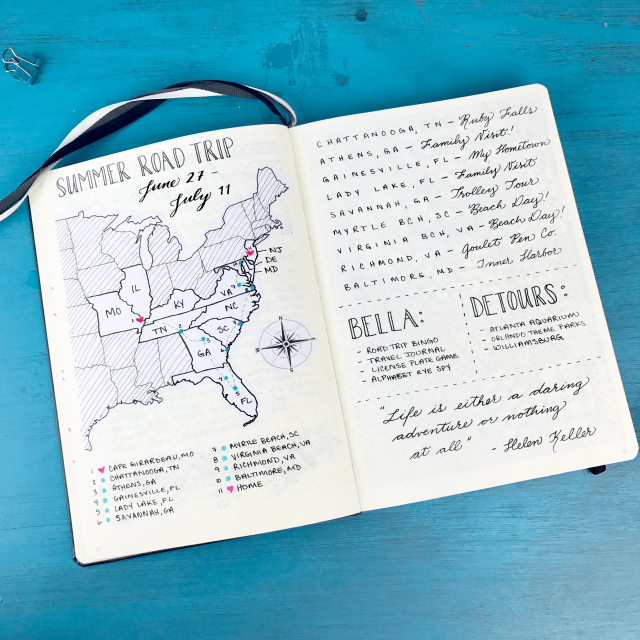 SUMMER ROAD TRIP
June 27 -
July 11
NJ
DE
MD
IL
MO
KY
VA
NC
TN
SC
GA
FL
1 CAPE GIRARDEAU, MO
2 CHATTANOOGA, TN
3 ATHENS, GA
4 GAINESVILLE, FL
5 LADY LAKE, FL
6 SAVANNAH, GA
7 MYRTLE BEACH, SC
8 VIRGINIA BEACH, VA
9 RICHMOND, VA
10 BALTIMORE, MD
11 HOME
N
E
S
W
CHATTANOOGA, TN - Ruby Falls
ATHENS, GA - Family Visit!
GAINESVILLE, FL - My Hometown
LADY LAKE, FL - Family Visit
SAVANNAH, GA - Trolley Tour
MYRTLE BCH, SC - Beach Day!
VIRGINIA BCH, VA - Beach Day!
RICHMOND, VA - Goulet Pen Co.
BALTIMORE, MD - Inner Harbor
BELLA:
- ROAD TRIP BINGO
- TRAVEL JOURNAL
- LICENSE PLATE GAME
- ALPHABET EYE SPY
DETOURS:
- ATLANTA AQUARIUM
- ORLANDO THEME PARKS
- WILLIAMSBURG
"Life is either a daring
adventure or nothing
at all" - Helen Keller